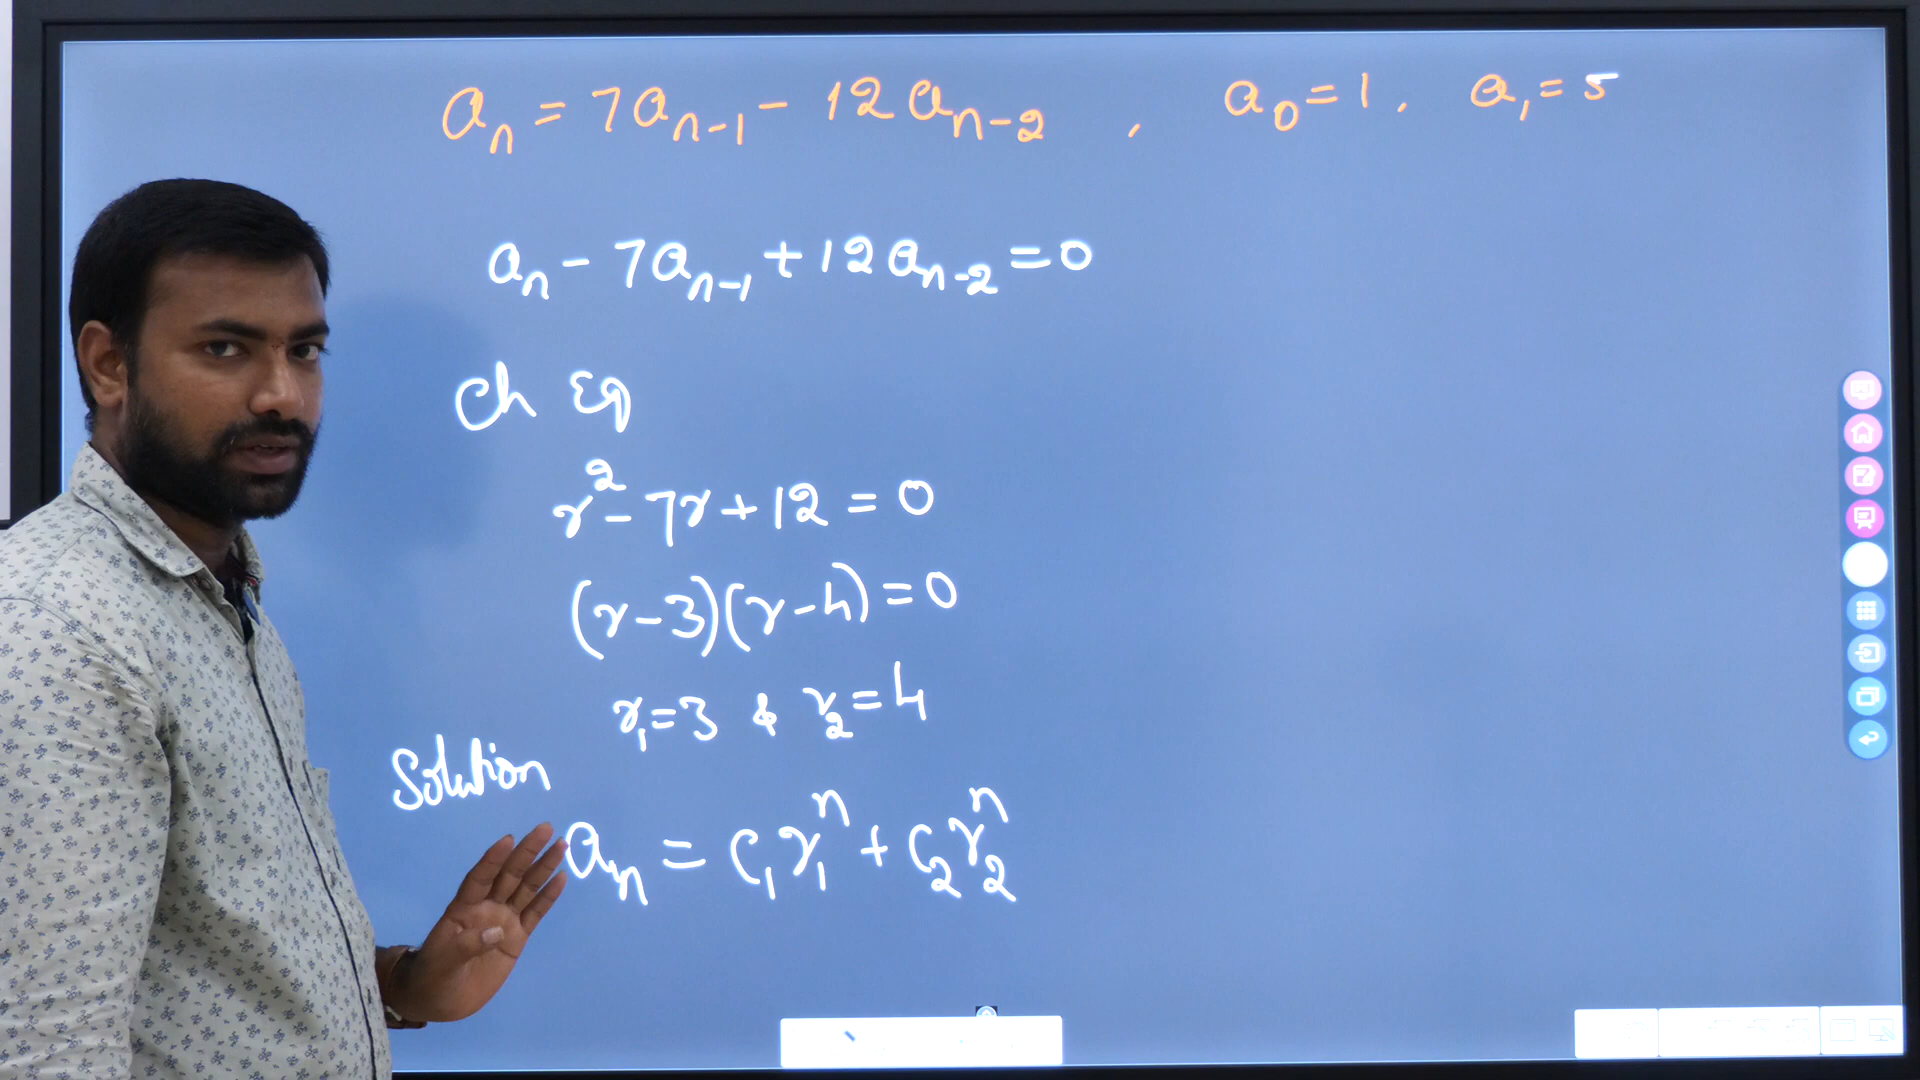 aₙ = 7aₙ₋₁ - 12aₙ₋₂ , a₀ = 1 . a₁ = 5
aₙ - 7aₙ₋₁ + 12aₙ₋₂ = 0
Ch Eq
r² - 7r + 12 = 0
(r-3)(r-4) = 0
r₁ = 3 & r₂ = 4
Solution
aₙ = C₁r₁ⁿ + C₂r₂ⁿ